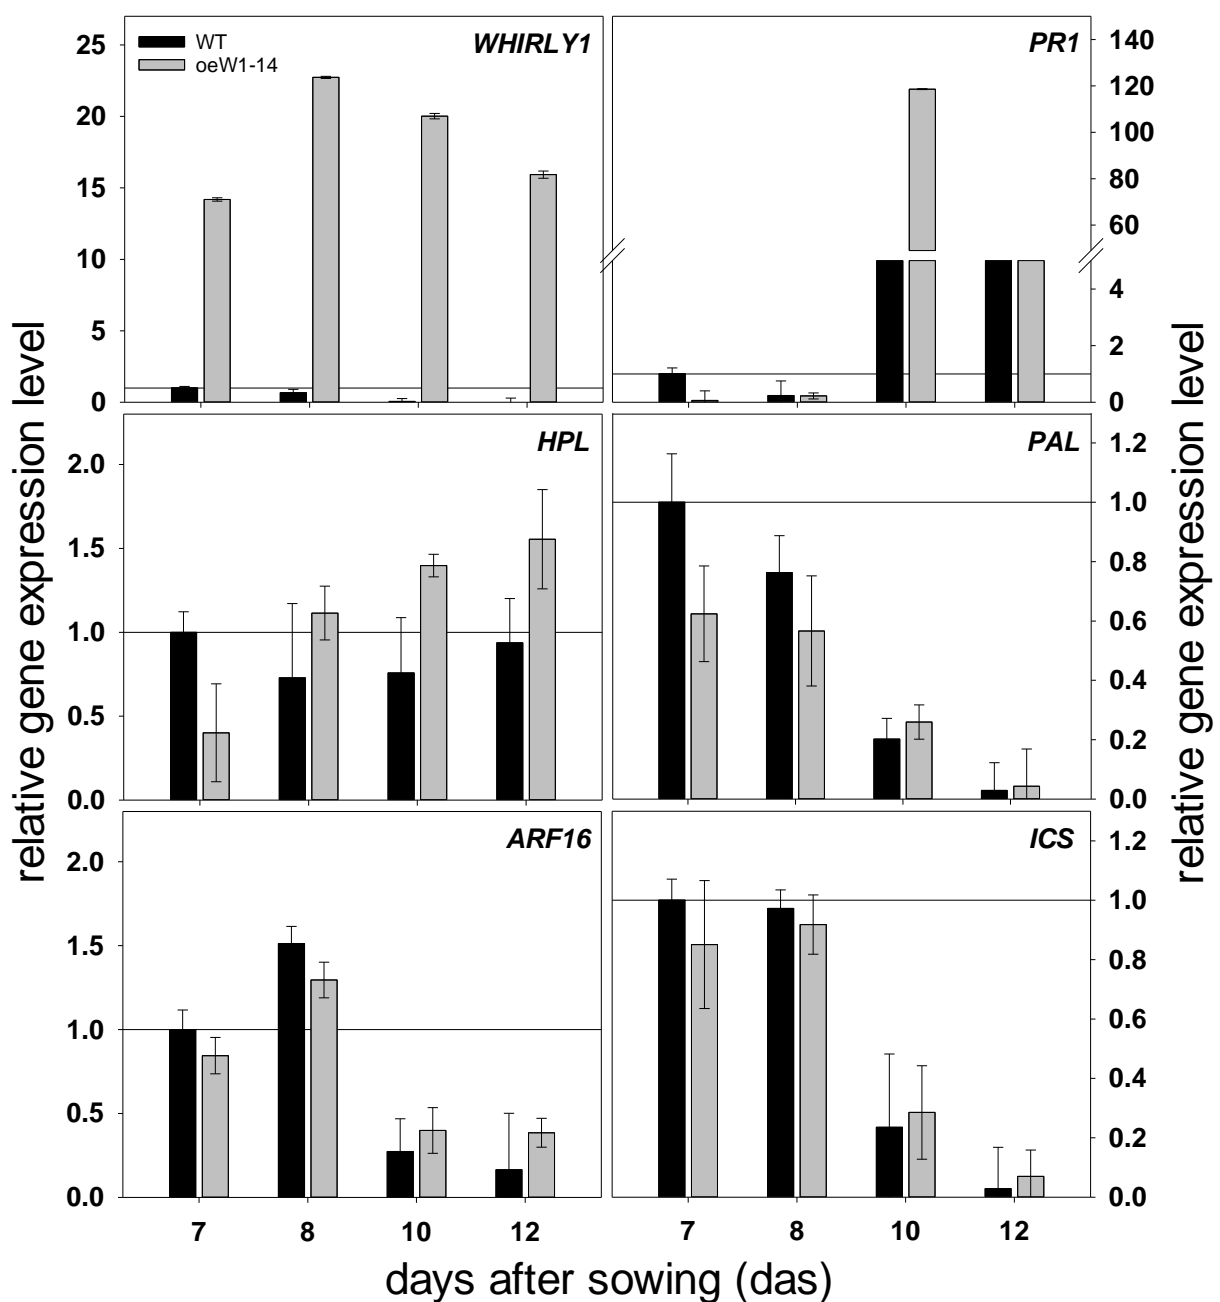 WHIRLY1
WT
oeW1-14
25
20
15
10
5
0
PR1
140
120
100
80
60
4
2
0
relative gene expression level
HPL
2.0
1.5
1.0
0.5
0.0
PAL
1.2
1.0
0.8
0.6
0.4
0.2
0.0
relative gene expression level
ARF16
2.0
1.5
1.0
0.5
0.0
7 8 10 12
ICS
1.2
1.0
0.8
0.6
0.4
0.2
0.0
7 8 10 12
days after sowing (das)